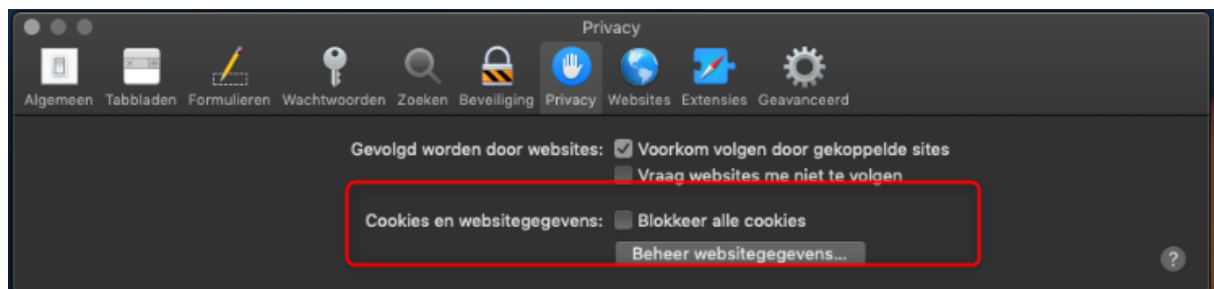 Privacy
Algemeen Tabbladen Formulieren Wachtwoorden Zoeken Beveiliging Privacy Websites Extensies Geavanceerd
Gevolgd worden door websites: Voorkom volgen door gekoppelde sites
Vraag websites me niet te volgen
Cookies en websitegegevens: Blokkeer alle cookies
Beheer websitegegevens...
?